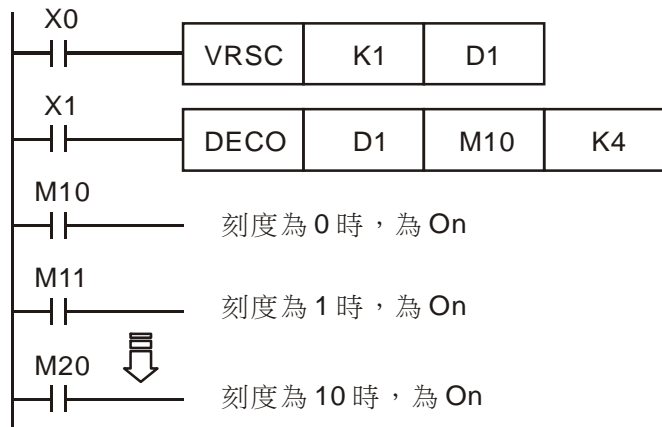 X0
VRSC K1 D1
X1
DECO D1 M10 K4
M10
刻度為 0 時，為 On
M11
刻度為 1 時，為 On
M20
刻度為 10 時，為 On